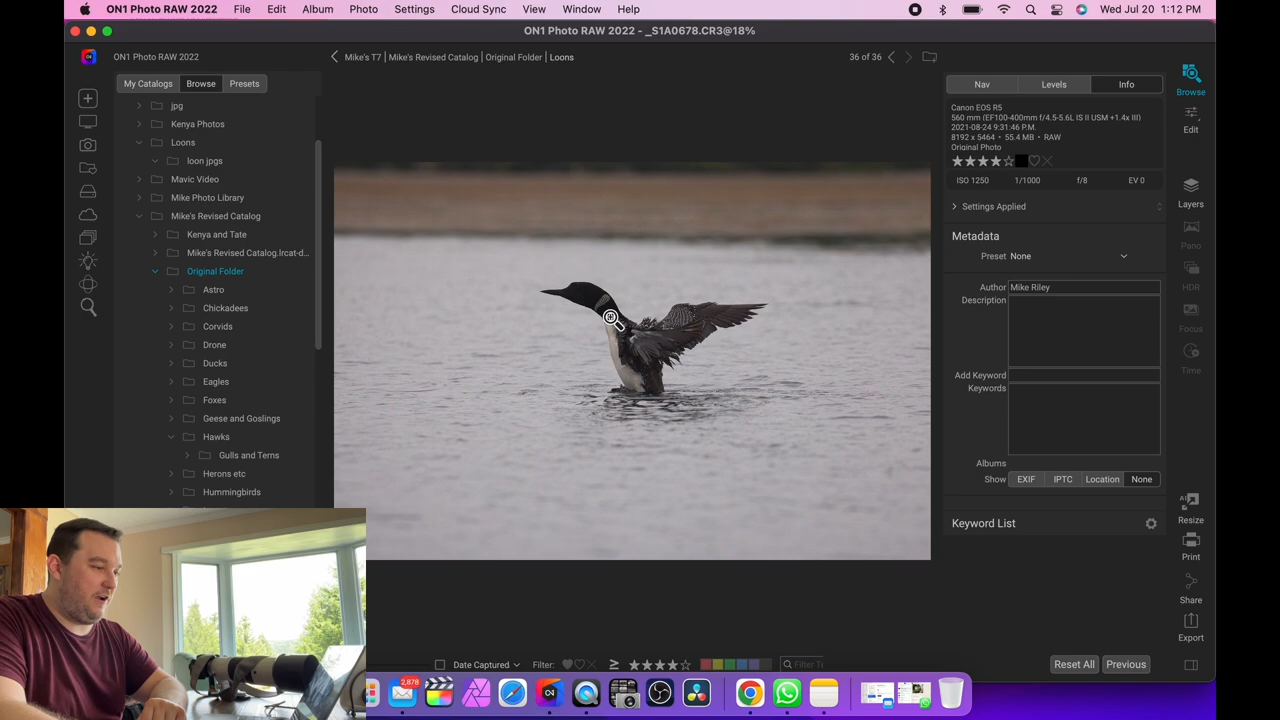 ON1 Photo RAW 2022 File Edit Album Photo Settings Cloud Sync View Window Help Wed Jul 20 1:12 PM
ON1 Photo RAW 2022 - _S1A0678.CR3@18%
ON1 Photo RAW 2022
Mike's T7 | Mike's Revised Catalog | Original Folder | Loons
36 of 36
My Catalogs Browse Presets
jpg
Kenya Photos
Loons
loon jpgs
Mavic Video
Mike Photo Library
Mike's Revised Catalog
Kenya and Tate
Mike's Revised Catalog.lrcat-d...
Original Folder
Astro
Chickadees
Corvids
Drone
Ducks
Eagles
Foxes
Geese and Goslings
Hawks
Gulls and Terns
Herons etc
Hummingbirds
Nav Levels Info
Canon EOS R5
560 mm (EF100-400mm f/4.5-5.6L IS II USM +1.4x III)
2021-08-24 9:31:46 P.M.
8192 x 5464 • 55.4 MB • RAW
Original Photo
ISO 1250 1/1000 f/8 EV 0
Settings Applied
Metadata
Preset None
Author Mike Riley
Description
Add Keyword
Keywords
Albums
Show EXIF IPTC Location None
Keyword List
Browse
Edit
Layers
Pano
HDR
Focus
Time
AI
Resize
Print
Share
Export
Date Captured Filter: ≥
Reset All Previous
2,878